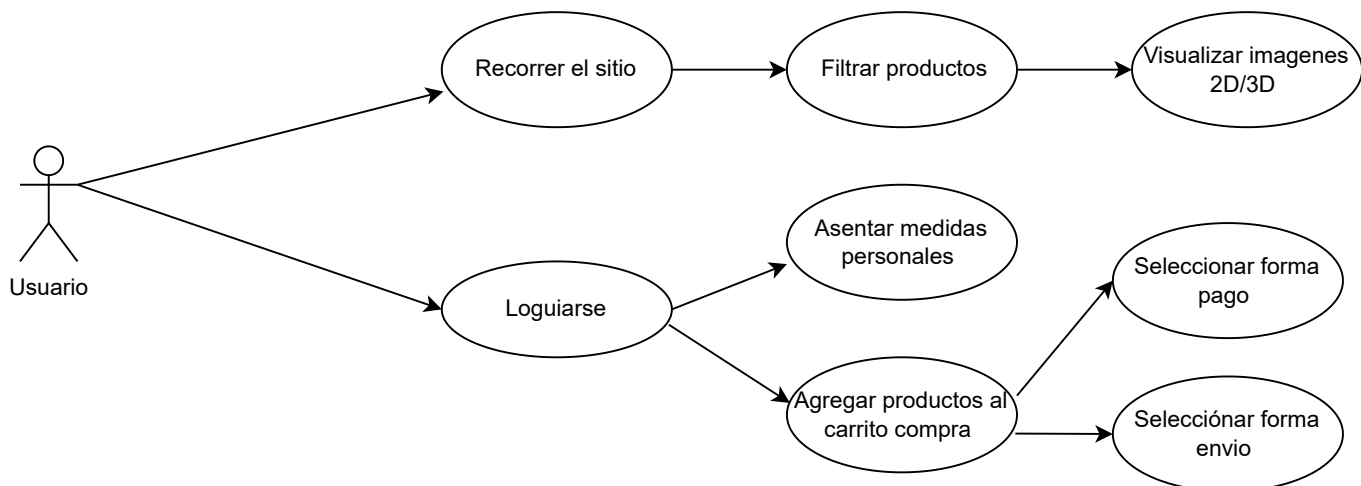 Recorrer el sitio
Filtrar productos
Visualizar imagenes
2D/3D
Usuario
Loguiarse
Asentar medidas
personales
Agregar productos al
carrito compra
Seleccionar forma
pago
Selecciónar forma
envio